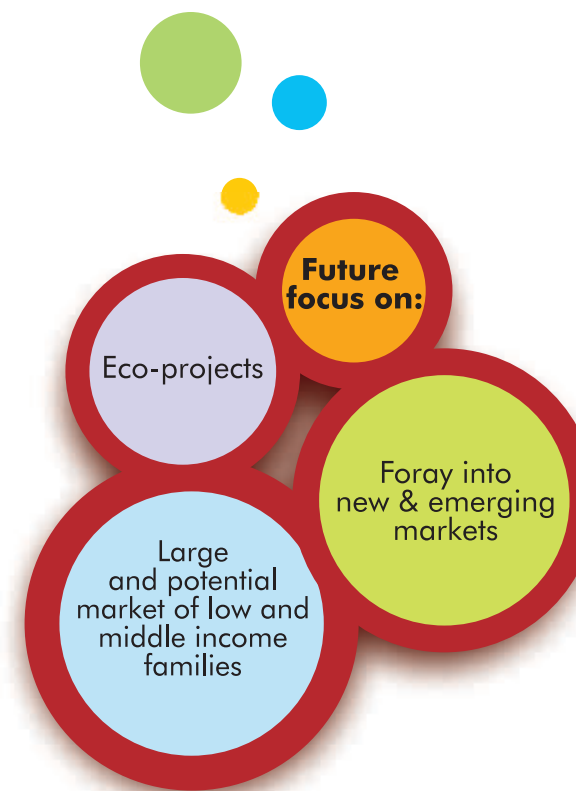 Future
focus on:
Eco-projects
Foray into
new & emerging
markets
Large
and potential
market of low and
middle income
families